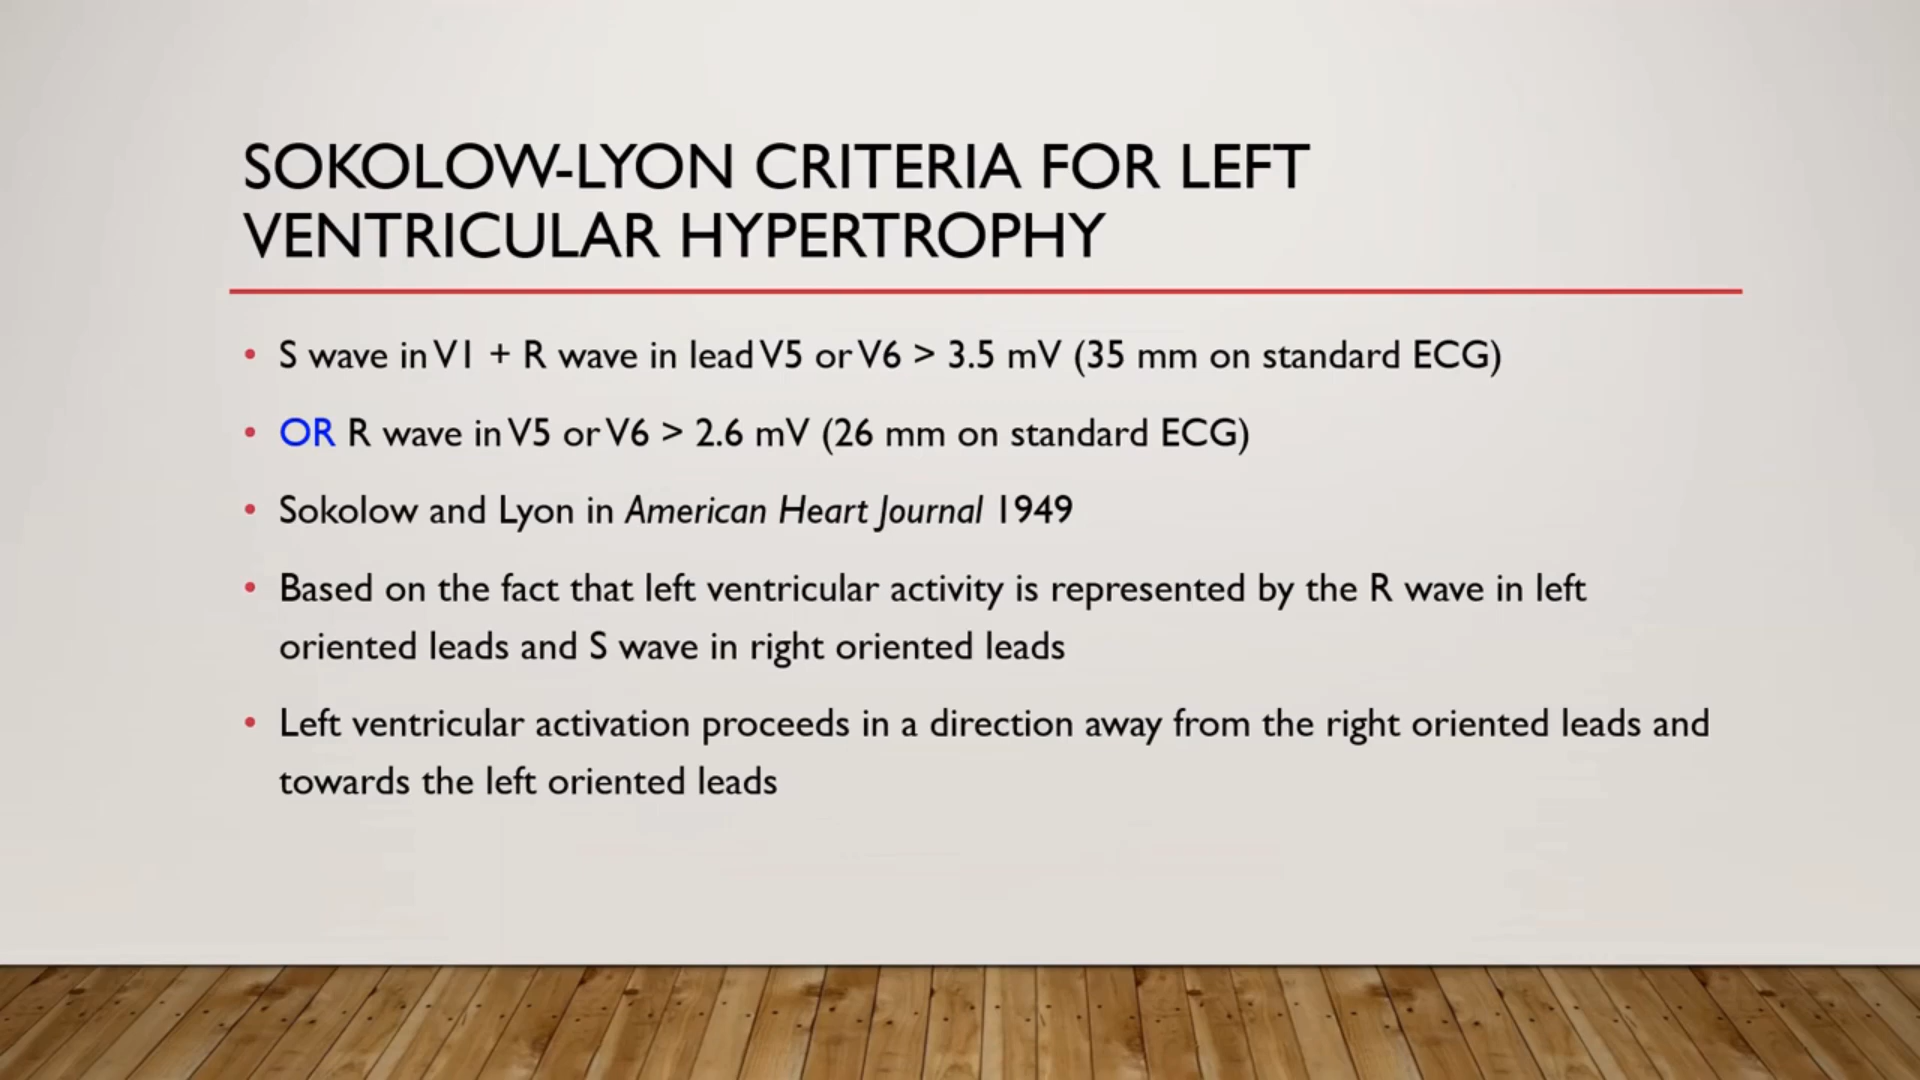 SOKOLOW-LYON CRITERIA FOR LEFT
VENTRICULAR HYPERTROPHY
• S wave in V1 + R wave in lead V5 or V6 > 3.5 mV (35 mm on standard ECG)
• OR R wave in V5 or V6 > 2.6 mV (26 mm on standard ECG)
• Sokolow and Lyon in American Heart Journal 1949
• Based on the fact that left ventricular activity is represented by the R wave in left
oriented leads and S wave in right oriented leads
• Left ventricular activation proceeds in a direction away from the right oriented leads and
towards the left oriented leads